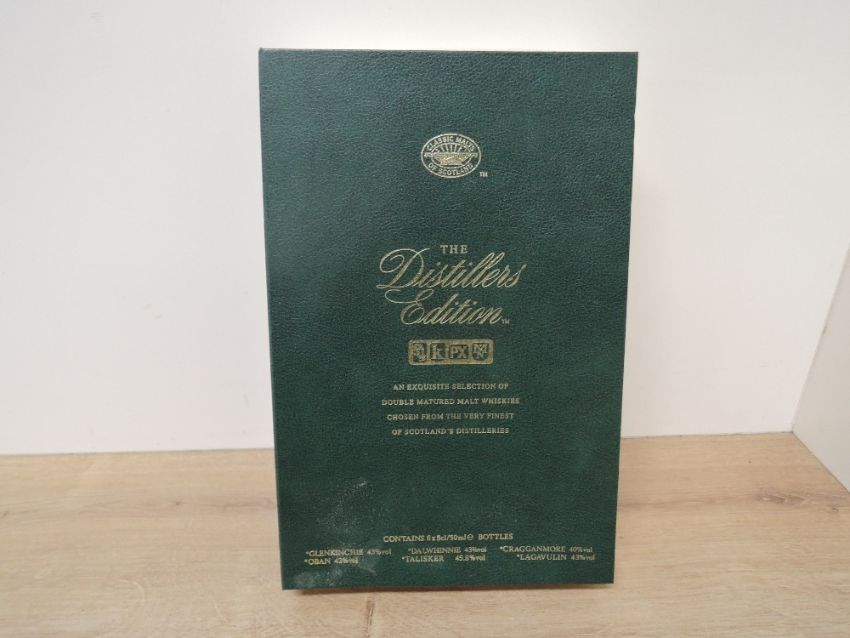 CLASSIC MALTS
OF SCOTLAND
TM
THE
Distillers
Edition TM
k PX
AN EXQUISITE SELECTION OF
DOUBLE MATURED MALT WHISKIES
CHOSEN FROM THE VERY FINEST
OF SCOTLAND'S DISTILLERIES
CONTAINS 6 x 5cl/50ml℮ BOTTLES
*GLENKINCHIE 43%vol *DALWHINNIE 43%vol *CRAGGANMORE 40%vol
*OBAN 43%vol *TALISKER 45.8%vol *LAGAVULIN 43%vol